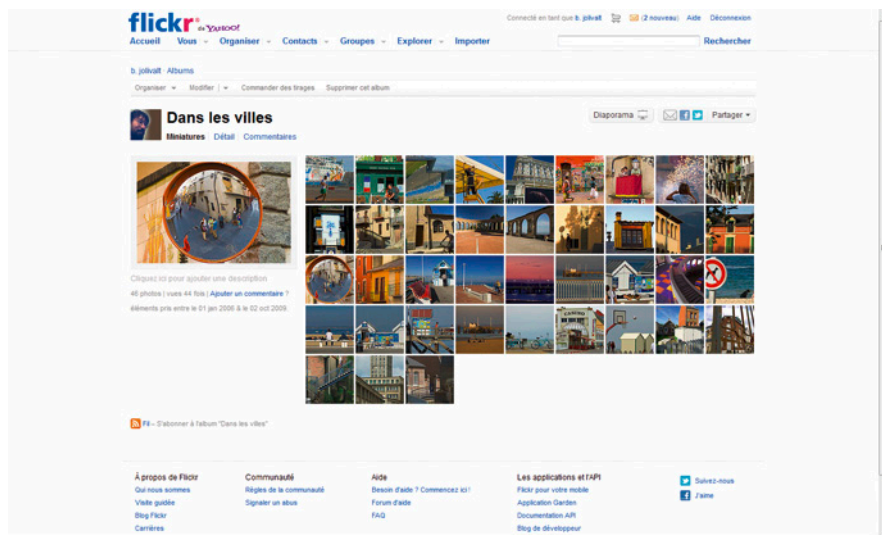 flickr de YAHOO!
Connecté en tant que b. jolivalt (2 nouveau) Aide Déconnexion
Accueil Vous Organiser Contacts Groupes Explorer Importer Rechercher
b. jolivalt Albums
Organiser Modifier | Commander des tirages Supprimer cet album
Dans les villes
Diaporama Partager
Miniatures Détail Commentaires
Cliquez ici pour ajouter une description
46 photos | vues 44 fois | Ajouter un commentaire ?
éléments pris entre le 01 jan 2006 & le 02 oct 2009.
Fil – S'abonner à l'album "Dans les villes"
À propos de Flickr
Qui nous sommes
Visite guidée
Blog Flickr
Carrières
Communauté
Règles de la communauté
Signaler un abus
Aide
Besoin d'aide ? Commencez ici !
Forum d'aide
FAQ
Les applications et l'API
Flickr pour votre mobile
Application Garden
Documentation API
Blog de développeur
Suivez-nous
J'aime